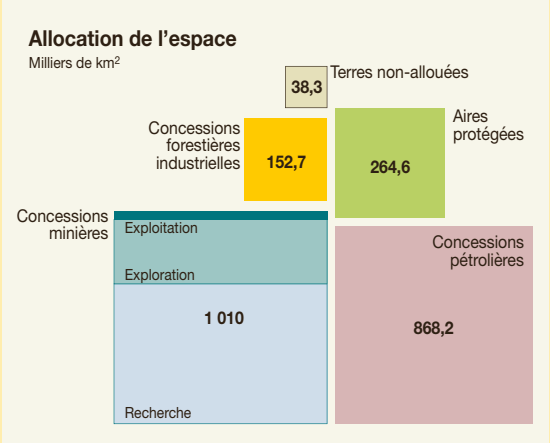 Allocation de l'espace
Milliers de km²
38,3
Terres non-allouées
Concessions
forestières
industrielles
152,7
Aires
protégées
264,6
Concessions
minières
Exploitation
Exploration
1 010
Recherche
Concessions
pétrolières
868,2